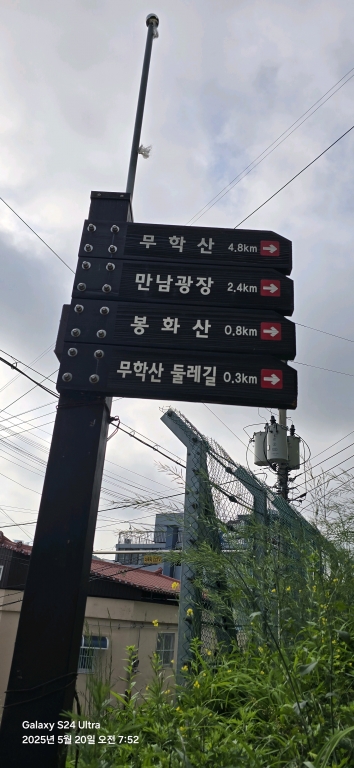 무학산 4.8km
만남광장 2.4km
봉화산 0.8km
무학산 둘레길 0.3km
Galaxy S24 Ultra
2025년 5월 20일 오전 7:52